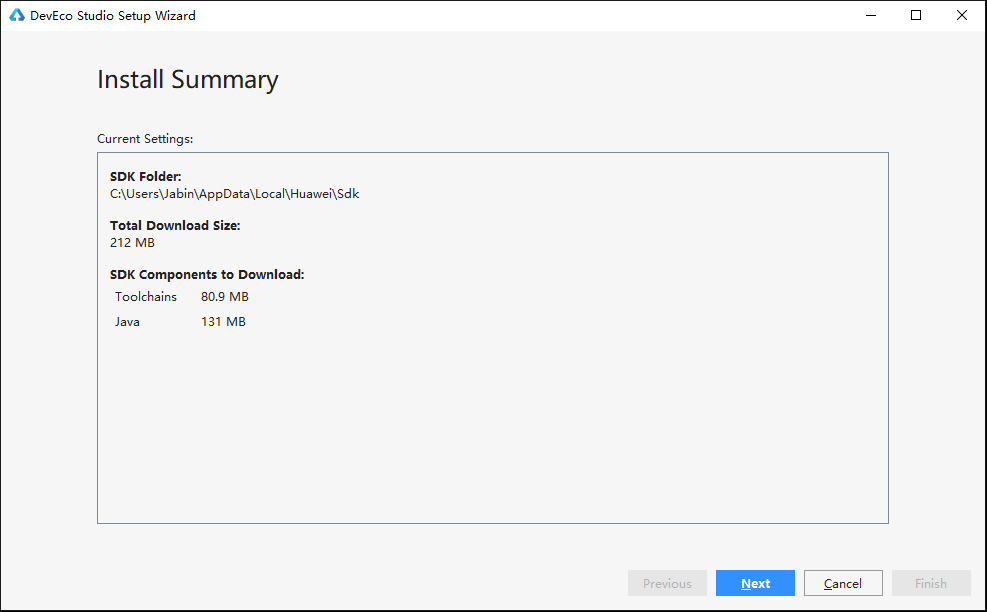 DevEco Studio Setup Wizard
Install Summary
Current Settings:
SDK Folder:
C:\Users\Jabin\AppData\Local\Huawei\Sdk
Total Download Size:
212 MB
SDK Components to Download:
Toolchains 80.9 MB
Java 131 MB
Previous Next Cancel Finish